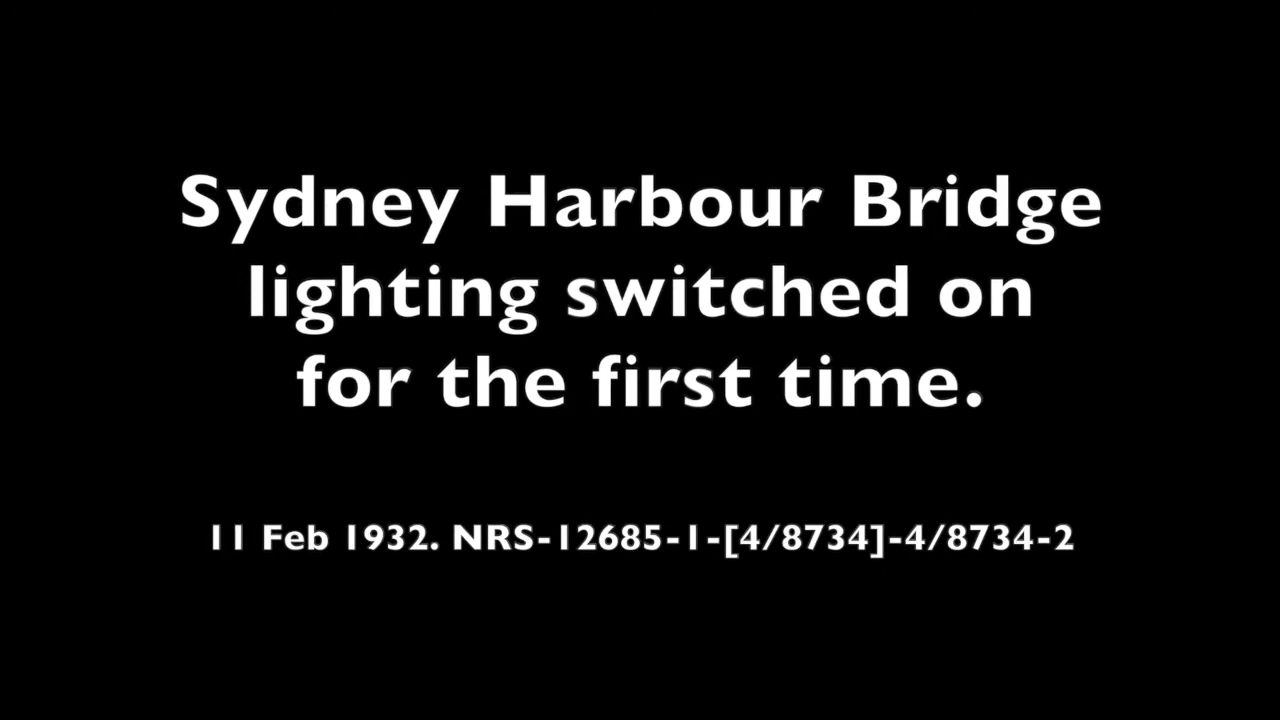 Sydney Harbour Bridge
lighting switched on
for the first time.
11 Feb 1932. NRS-12685-1-[4/8734]-4/8734-2